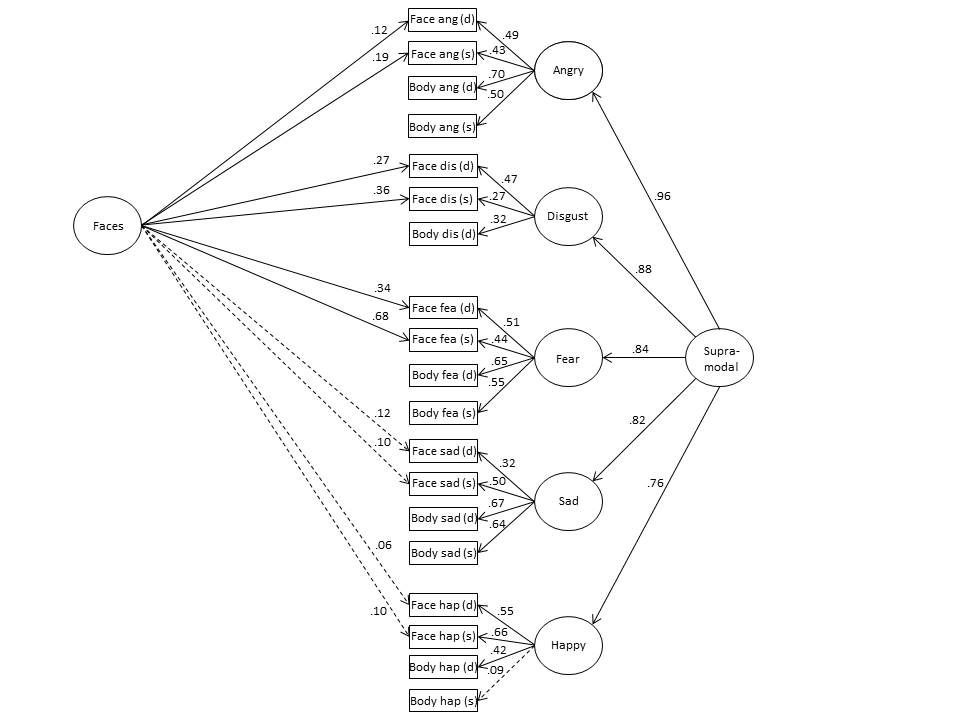 Face ang (d)
.12
.49
Face ang (s)
.43
.19
Angry
.70
Body ang (d)
.50
Body ang (s)
.27
Face dis (d)
.47
.36
Face dis (s)
.27
.96
.32
Disgust
Faces
Body dis (d)
.88
.34
Face fea (d)
.68
.51
Face fea (s)
.44
.84
Supra-
modal
Fear
.65
Body fea (d)
.55
Body fea (s)
.12
.82
.10
Face sad (d)
.32
Face sad (s)
.50
.76
Sad
.67
Body sad (d)
.64
Body sad (s)
.06
Face hap (d)
.10
.55
Face hap (s)
.66
Happy
.42
Body hap (d)
.09
Body hap (s)